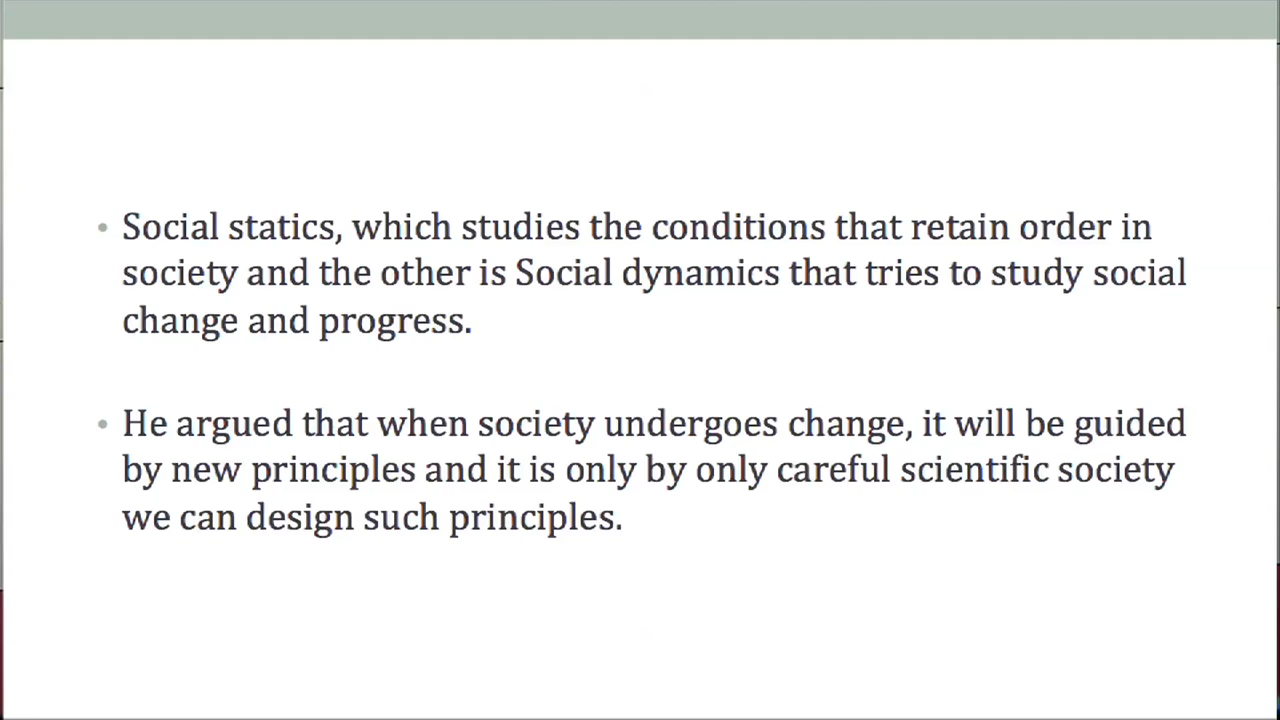 • Social statics, which studies the conditions that retain order in
society and the other is Social dynamics that tries to study social
change and progress.
• He argued that when society undergoes change, it will be guided
by new principles and it is only by only careful scientific society
we can design such principles.